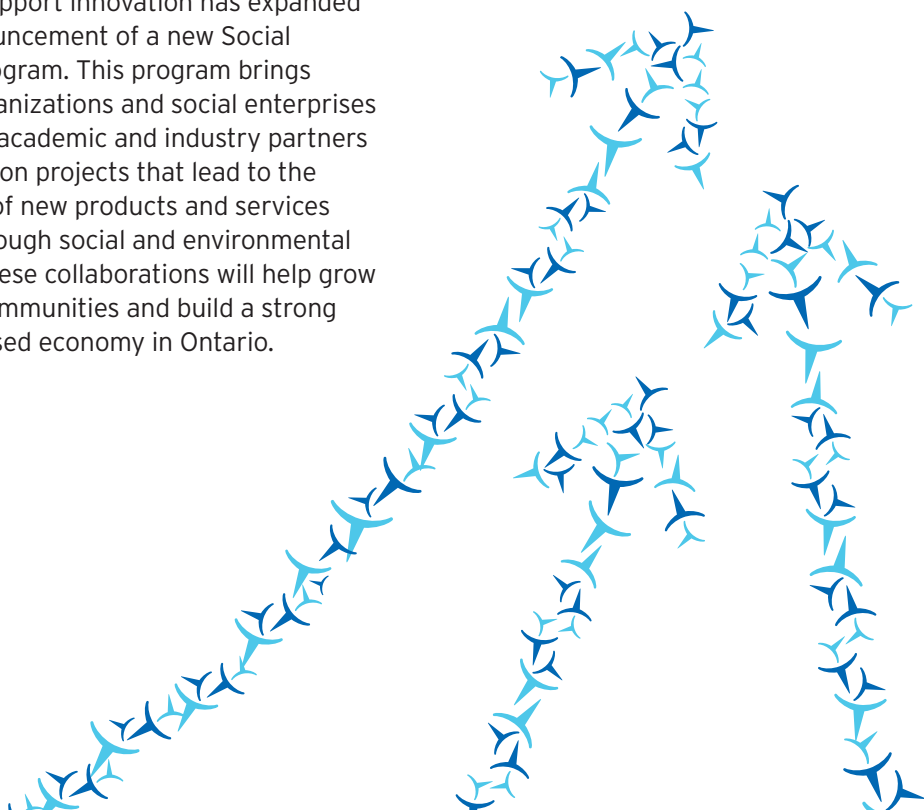 pport innovation has expanded
uncement of a new Social
ogram. This program brings
anizations and social enterprises
academic and industry partners
on projects that lead to the
of new products and services
ough social and environmental
ese collaborations will help grow
mmunities and build a strong
sed economy in Ontario.